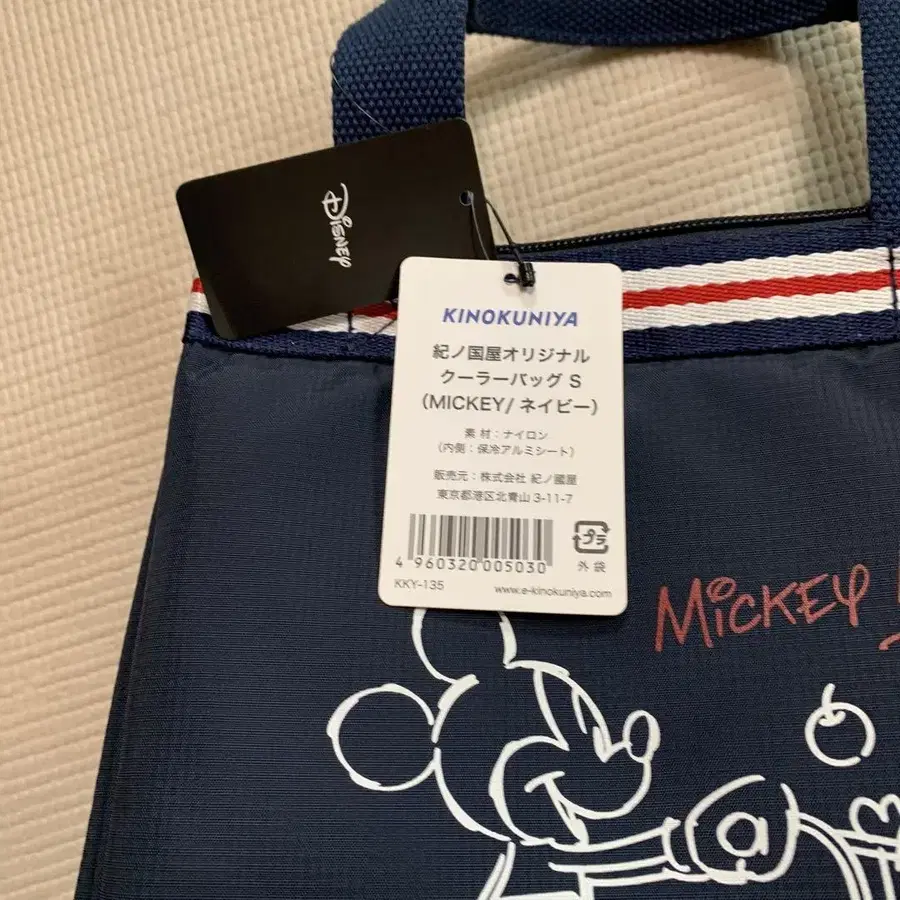 Disney
KINOKUNIYA
紀ノ国屋オリジナル
クーラーバッグ S
（MICKEY/ ネイビー）
素 材：ナイロン
（内側：保冷アルミシート）
販売元：株式会社 紀ノ國屋
東京都港区北青山 3-11-7
4 960320 005030
プラ
外 袋
KKY-135
www.e-kinokuniya.com
MICKEY